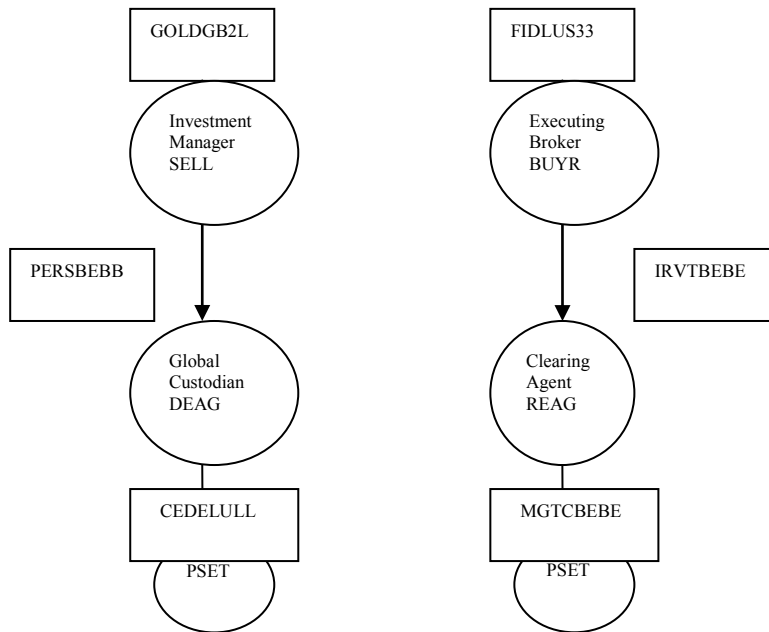 GOLDGB2L
FIDLUS33
Investment
Manager
SELL
Executing
Broker
BUYR
PERSBEBB
IRVTBEBE
Global
Custodian
DEAG
Clearing
Agent
REAG
CEDELULL
MGTCBEBE
PSET
PSET